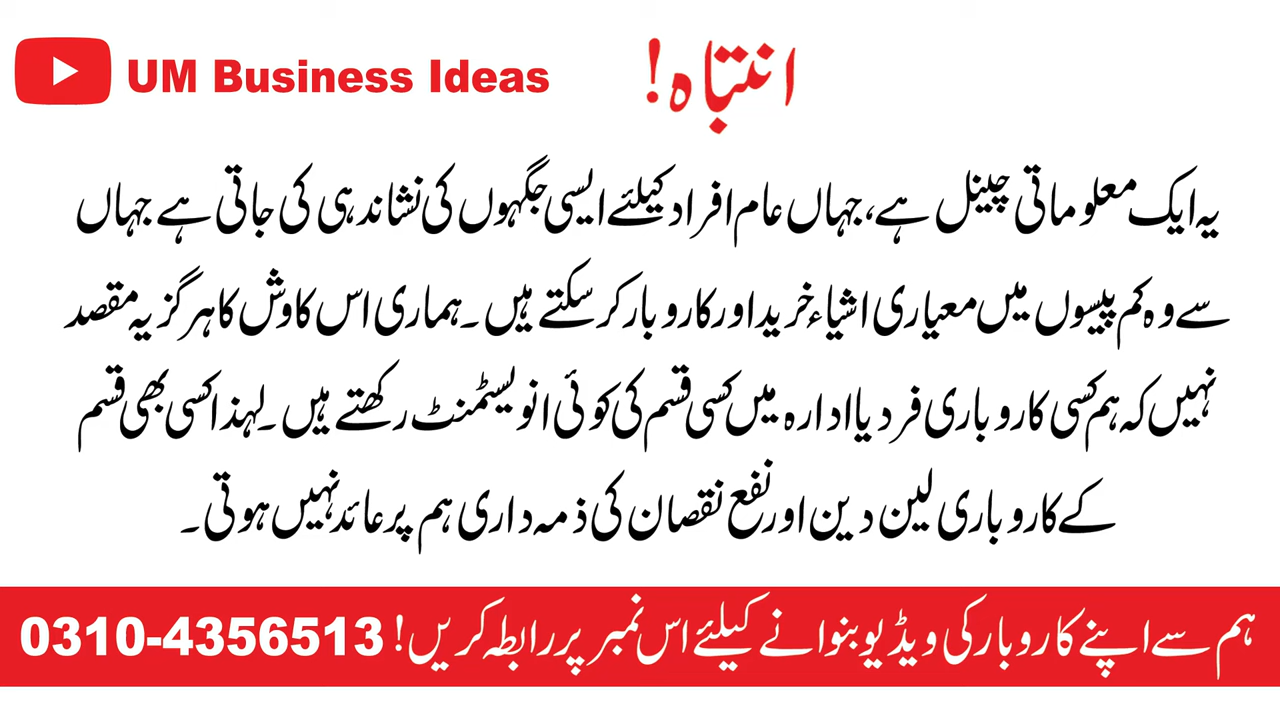 UM Business Ideas
انتباہ!
یہ ایک معلوماتی چینل ہے، جہاں عام افراد کیلئے ایسی جگہوں کی نشاندہی کی جاتی ہے جہاں
سے وہ کم پیسوں میں معیاری اشیاء خرید اور کاروبار کر سکتے ہیں۔ ہماری اس کاوش کا ہرگز یہ مقصد
نہیں کہ ہم کسی کاروباری فرد یا ادارہ میں کسی قسم کی کوئی انویسٹمنٹ رکھتے ہیں۔ لہذا کسی بھی قسم
کے کاروباری لین دین اور نفع نقصان کی ذمہ داری ہم پر عائد نہیں ہوتی۔
ہم سے اپنے کاروبار کی ویڈیو بنوانے کیلئے اس نمبر پر رابطہ کریں! 0310-4356513